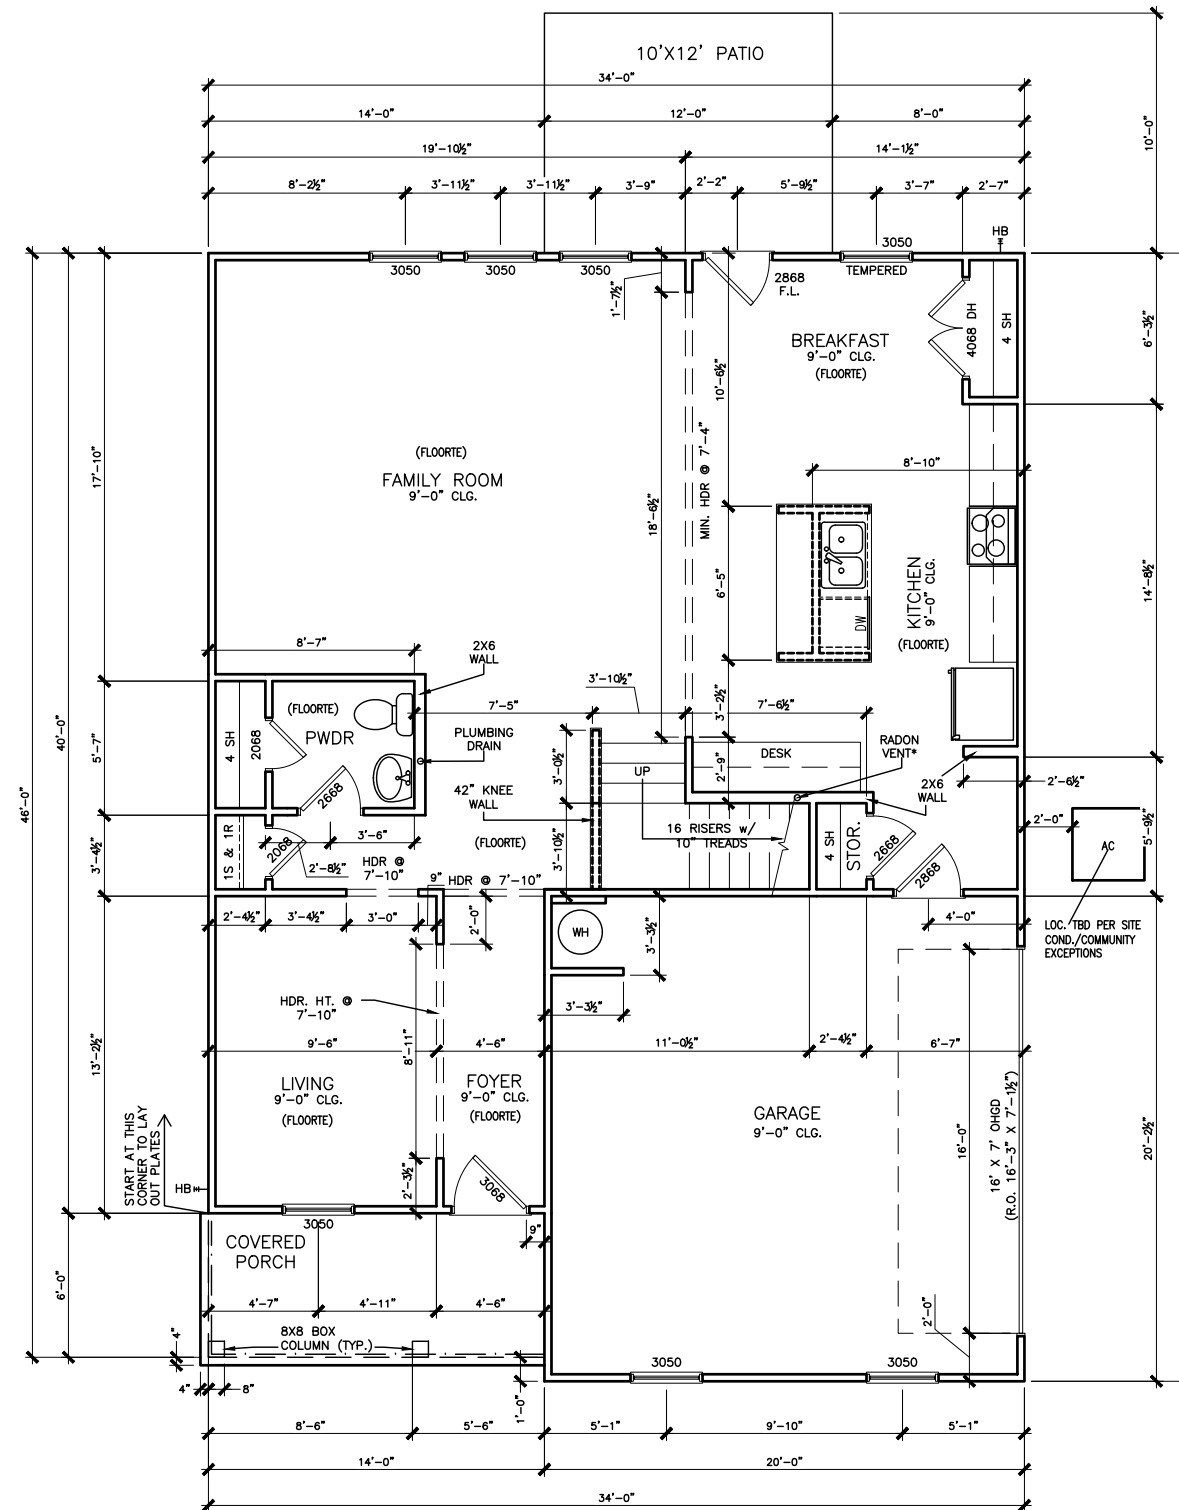 10'X12' PATIO
34'-0"
14'-0"
12'-0"
8'-0"
10'-0"
19'-10½"
14'-1½"
8'-2½"
3'-11½"
3'-11½"
3'-9"
2'-2"
5'-9½"
3'-7"
2'-7"
HB
3050
3050
3050
3050
TEMPERED
2868
F.L.
1'-7½"
BREAKFAST
9'-0" CLG.
(FLOORTE)
4068 DH
4 SH
6'-3½"
10'-6½"
MIN. HDR @ 7'-4"
18'-6½"
17'-10"
(FLOORTE)
FAMILY ROOM
9'-0" CLG.
8'-10"
6'-5"
DW
KITCHEN
9'-0" CLG.
(FLOORTE)
14'-8½"
8'-7"
2X6
WALL
3'-10½"
7'-5"
3'-2½"
7'-6½"
(FLOORTE)
PWDR
4 SH
2068
2668
PLUMBING
DRAIN
5'-7"
40'-0"
46'-0"
UP
DESK
2'-9"
3'-0½"
RADON
VENT*
2X6
WALL
2'-6½"
42" KNEE
WALL
(FLOORTE)
16 RISERS w/
10" TREADS
3'-10½"
4 SH
STOR.
2668
2868
2'-0"
5'-9½"
AC
LOC. TBD PER SITE
COND./COMMUNITY
EXCEPTIONS
1S & 1R
2068
3'-6"
2'-8½"
3'-4½"
HDR @
7'-10"
9"
HDR @ 7'-10"
2'-4½"
3'-4½"
3'-0"
2'-0"
WH
3'-3½"
3'-3½"
4'-0"
HDR. HT. @
7'-10"
8'-11"
9'-6"
4'-6"
11'-0½"
2'-4½"
6'-7"
13'-2½"
LIVING
9'-0" CLG.
(FLOORTE)
FOYER
9'-0" CLG.
(FLOORTE)
GARAGE
9'-0" CLG.
16'-0"
16' X 7' OHGD
(R.O. 16'-3" X 7'-1½")
20'-2½"
START AT THIS
CORNER TO LAY
OUT PLATES
HB
2'-3½"
3068
3050
9"
COVERED
PORCH
6'-0"
4'-7"
4'-11"
4'-6"
8X8 BOX
COLUMN (TYP.)
2'-0"
4"
4"
8"
1'-0"
3050
3050
8'-6"
5'-6"
5'-1"
9'-10"
5'-1"
14'-0"
20'-0"
34'-0"